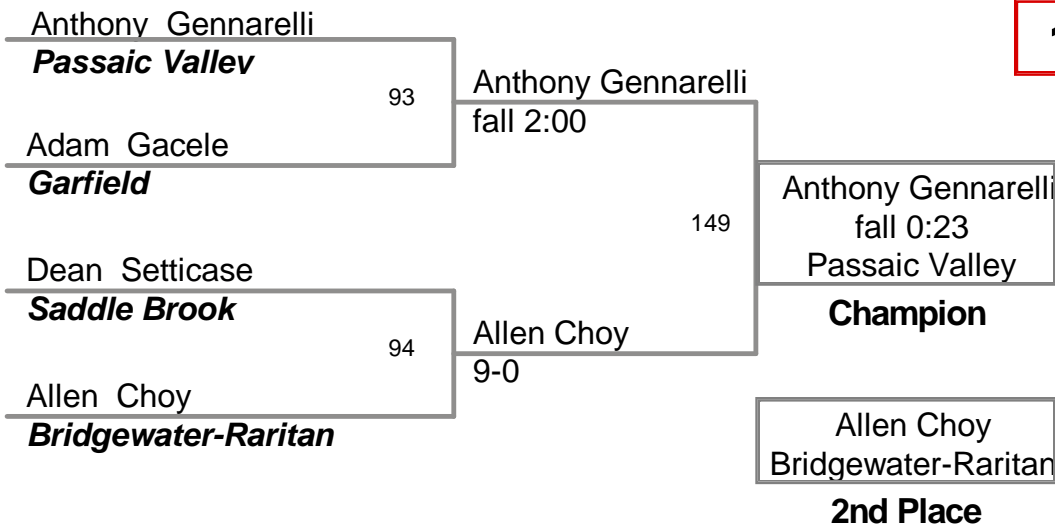 Anthony Gennarelli
Passaic Valley
93
Adam Gacele
Garfield
Anthony Gennarelli
fall 2:00
Dean Setticase
Saddle Brook
94
Allen Choy
Bridgewater-Raritan
Allen Choy
9-0
149
Anthony Gennarelli
fall 0:23
Passaic Valley
Champion
Allen Choy
Bridgewater-Raritan
2nd Place